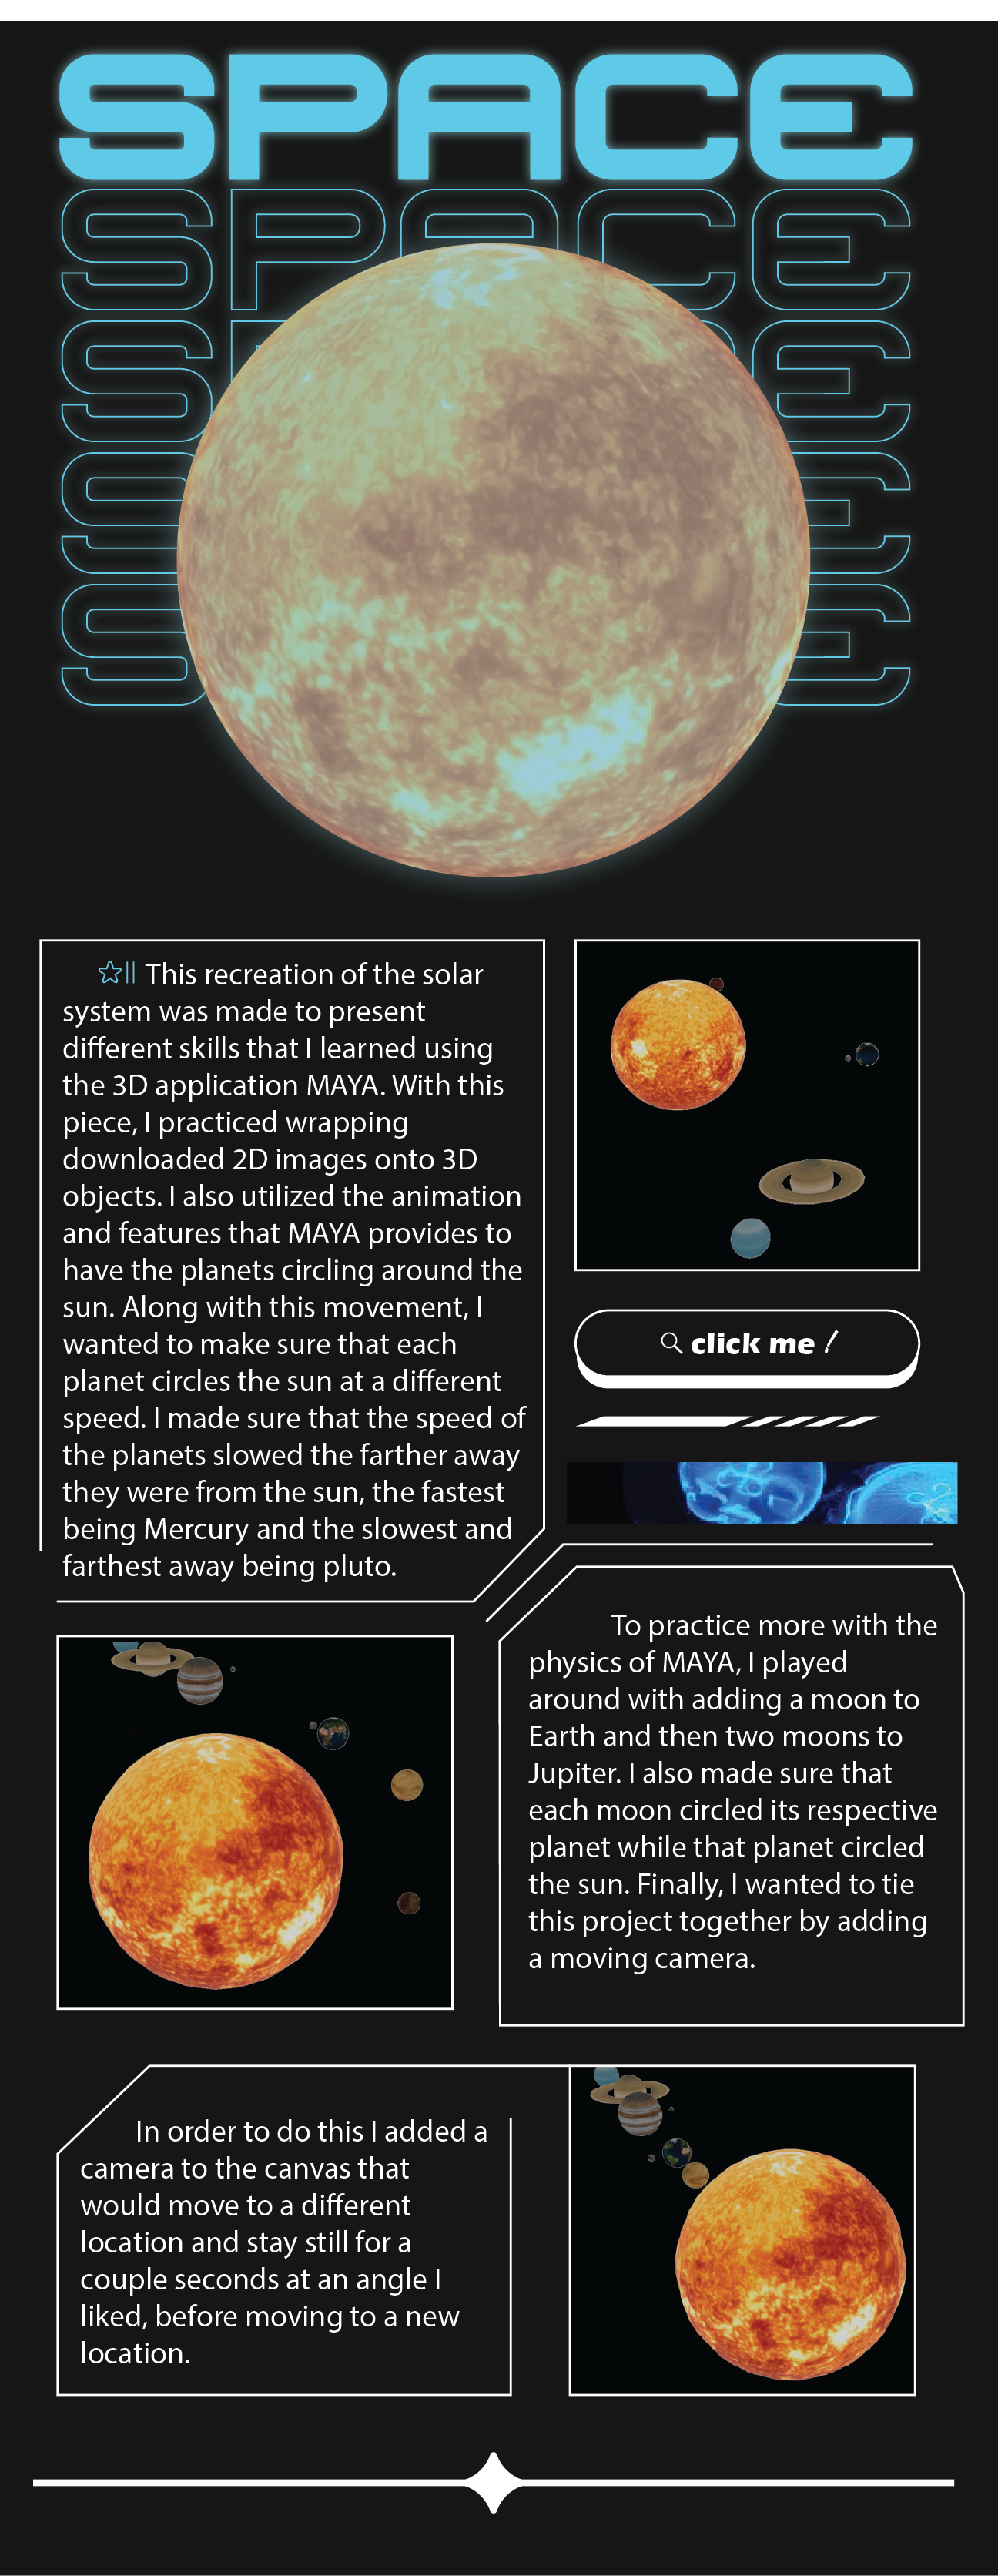 SPACE
SPACE
S E
S E
S E
This recreation of the solar
system was made to present
different skills that I learned using
the 3D application MAYA. With this
piece, I practiced wrapping
downloaded 2D images onto 3D
objects. I also utilized the animation
and features that MAYA provides to
have the planets circling around the
sun. Along with this movement, I
wanted to make sure that each
planet circles the sun at a different
speed. I made sure that the speed of
the planets slowed the farther away
they were from the sun, the fastest
being Mercury and the slowest and
farthest away being pluto.
click me !
To practice more with the
physics of MAYA, I played
around with adding a moon to
Earth and then two moons to
Jupiter. I also made sure that
each moon circled its respective
planet while that planet circled
the sun. Finally, I wanted to tie
this project together by adding
a moving camera.
In order to do this I added a
camera to the canvas that
would move to a different
location and stay still for a
couple seconds at an angle I
liked, before moving to a new
location.